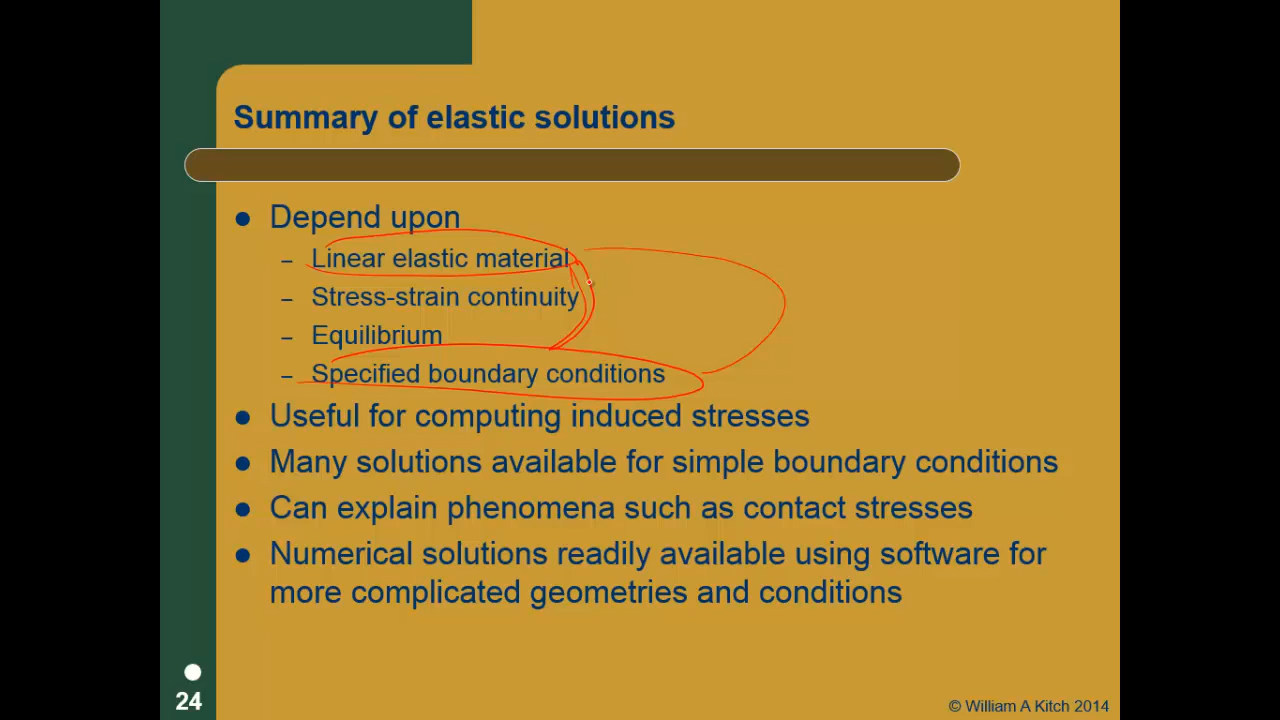 Summary of elastic solutions
● Depend upon
– Linear elastic material
– Stress-strain continuity
– Equilibrium
– Specified boundary conditions
● Useful for computing induced stresses
● Many solutions available for simple boundary conditions
● Can explain phenomena such as contact stresses
● Numerical solutions readily available using software for
more complicated geometries and conditions
24
© William A Kitch 2014